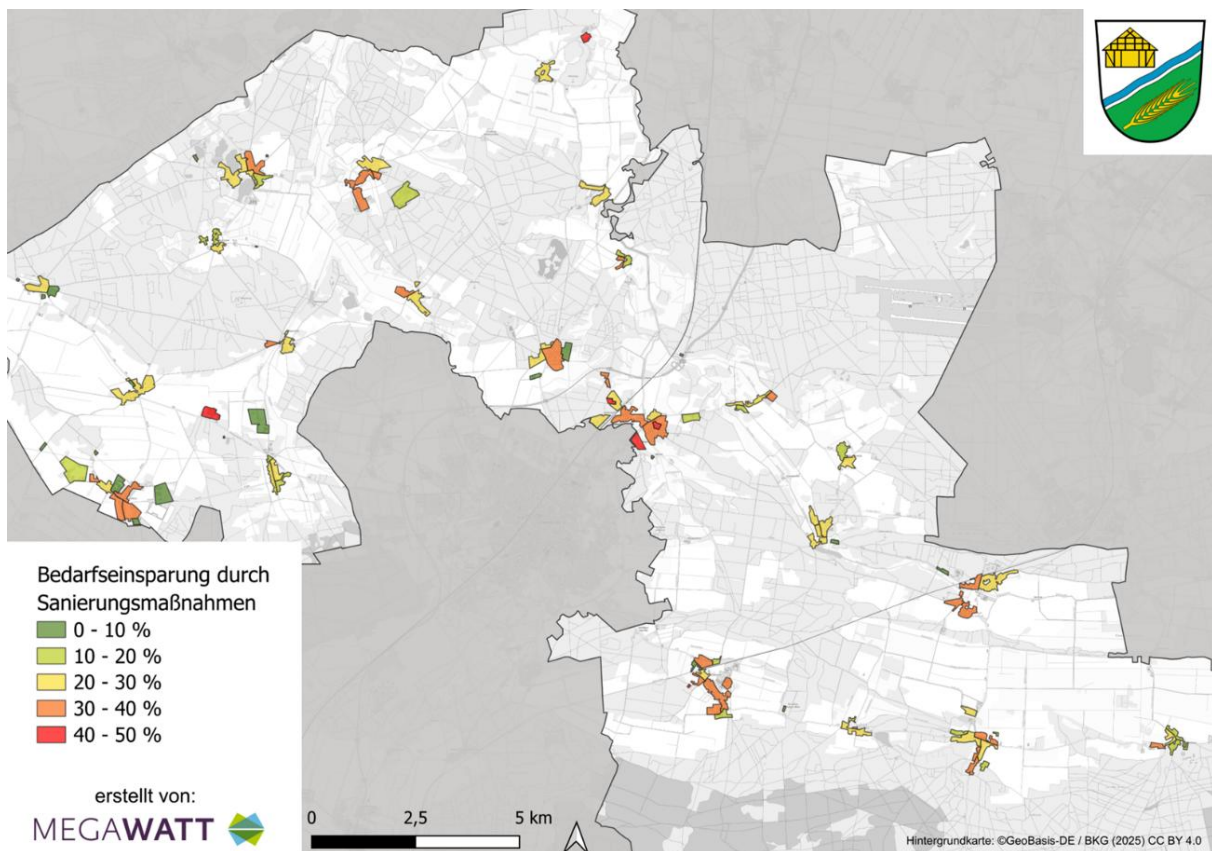 Bedarfseinsparung durch
Sanierungsmaßnahmen
0 - 10 %
10 - 20 %
20 - 30 %
30 - 40 %
40 - 50 %
erstellt von:
MEGAWATT
0 2,5 5 km
Hintergrundkarte: ©GeoBasis-DE / BKG (2025) CC BY 4.0